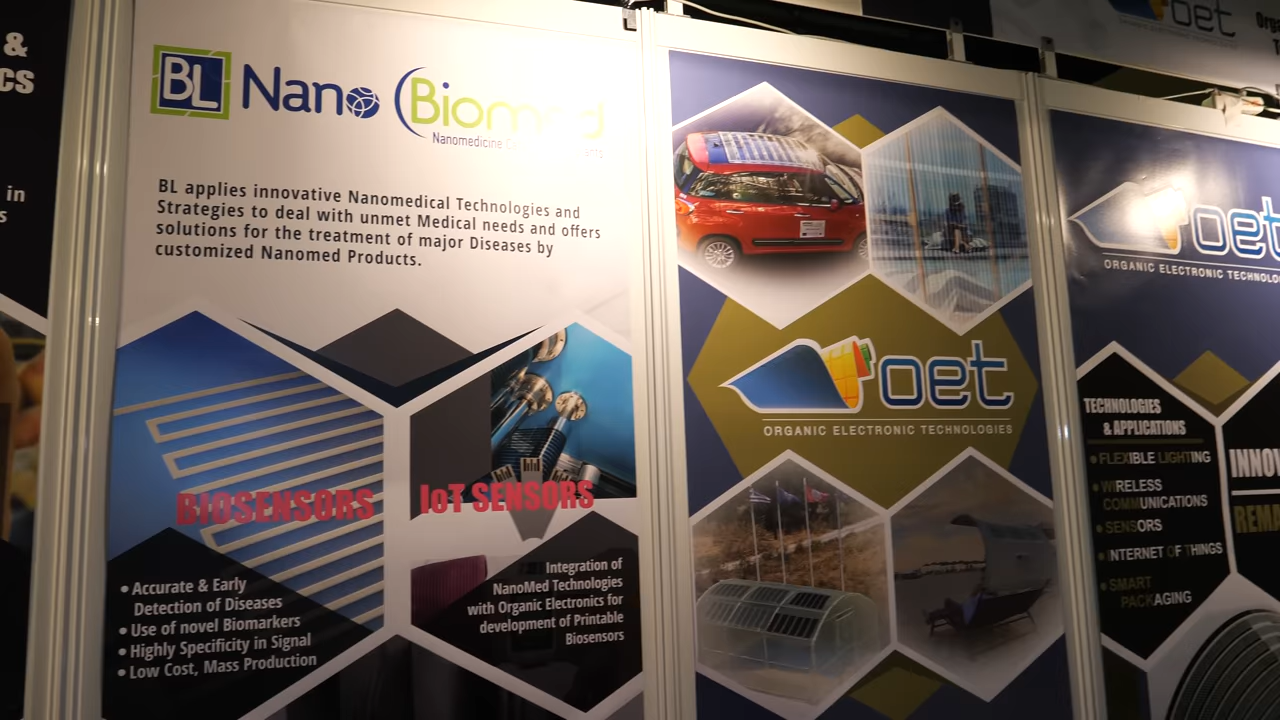 &
CS
in
s
BL Nano Biomed
Nanomedicine
BL applies innovative Nanomedical Technologies and
Strategies to deal with unmet Medical needs and offers
solutions for the treatment of major Diseases by
customized Nanomed Products.
BIOSENSORS
• Accurate & Early
Detection of Diseases
• Use of novel Biomarkers
• Highly Specificity in Signal
• Low Cost, Mass Production
IoT SENSORS
Integration of
NanoMed Technologies
with Organic Electronics for
development of Printable
Biosensors
oet
ORGANIC ELECTRONIC TECHNOLOGIES
oet
oet
ORGANIC ELECTRONIC TECHNOLO
TECHNOLOGIES
& APPLICATIONS
• FLEXIBLE LIGHTING
• WIRELESS
COMMUNICATIONS
• SENSORS
• INTERNET OF THINGS
• SMART
PACKAGING
INNOV
REMA